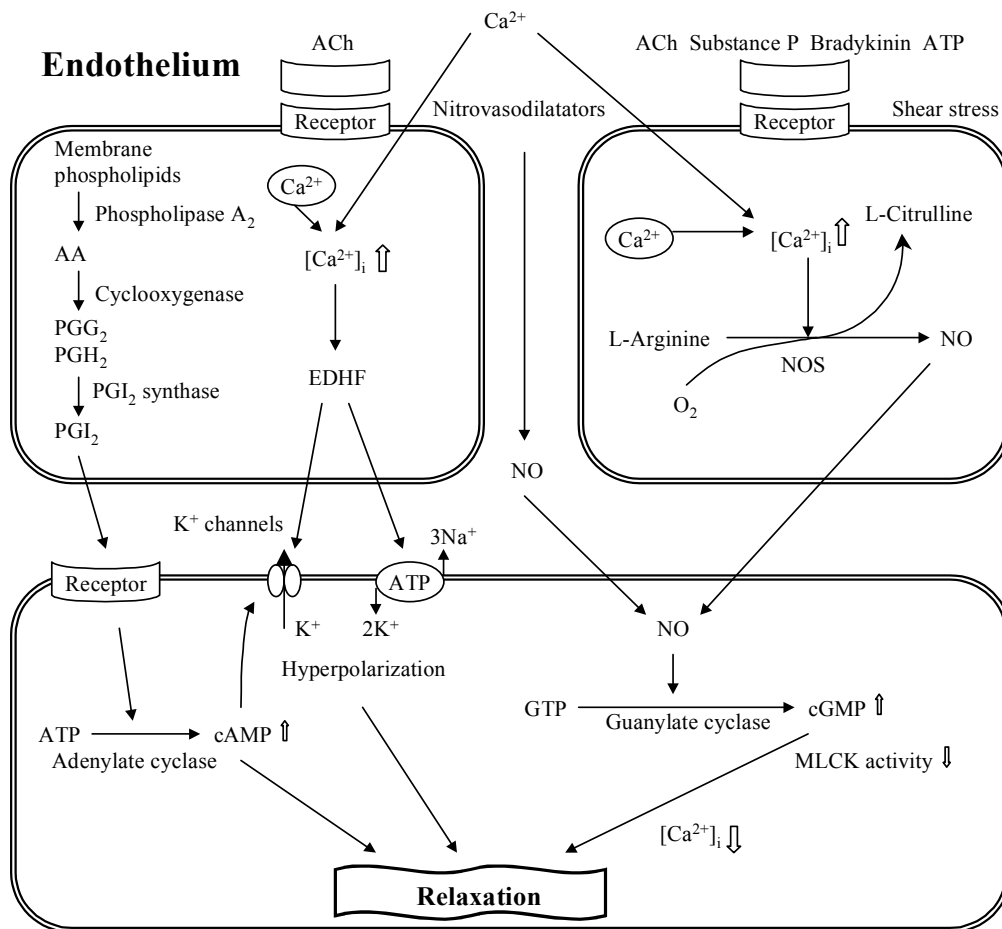 Ca²⁺
ACh
ACh Substance P Bradykinin ATP
Endothelium
Nitrovasodilatators
Shear stress
Receptor
Receptor
Membrane
phospholipids
Phospholipase A₂
AA
Cyclooxygenase
PGG₂
PGH₂
PGI₂ synthase
PGI₂
Ca²⁺
[Ca²⁺]ᵢ ⇧
EDHF
Ca²⁺
[Ca²⁺]ᵢ ⇧
L-Citrulline
L-Arginine
NOS
NO
O₂
NO
K⁺ channels
3Na⁺
Receptor
ATP
K⁺
2K⁺
Hyperpolarization
NO
ATP
Adenylate cyclase
cAMP ⇧
GTP
Guanylate cyclase
cGMP ⇧
MLCK activity ⇩
[Ca²⁺]ᵢ ⇩
Relaxation